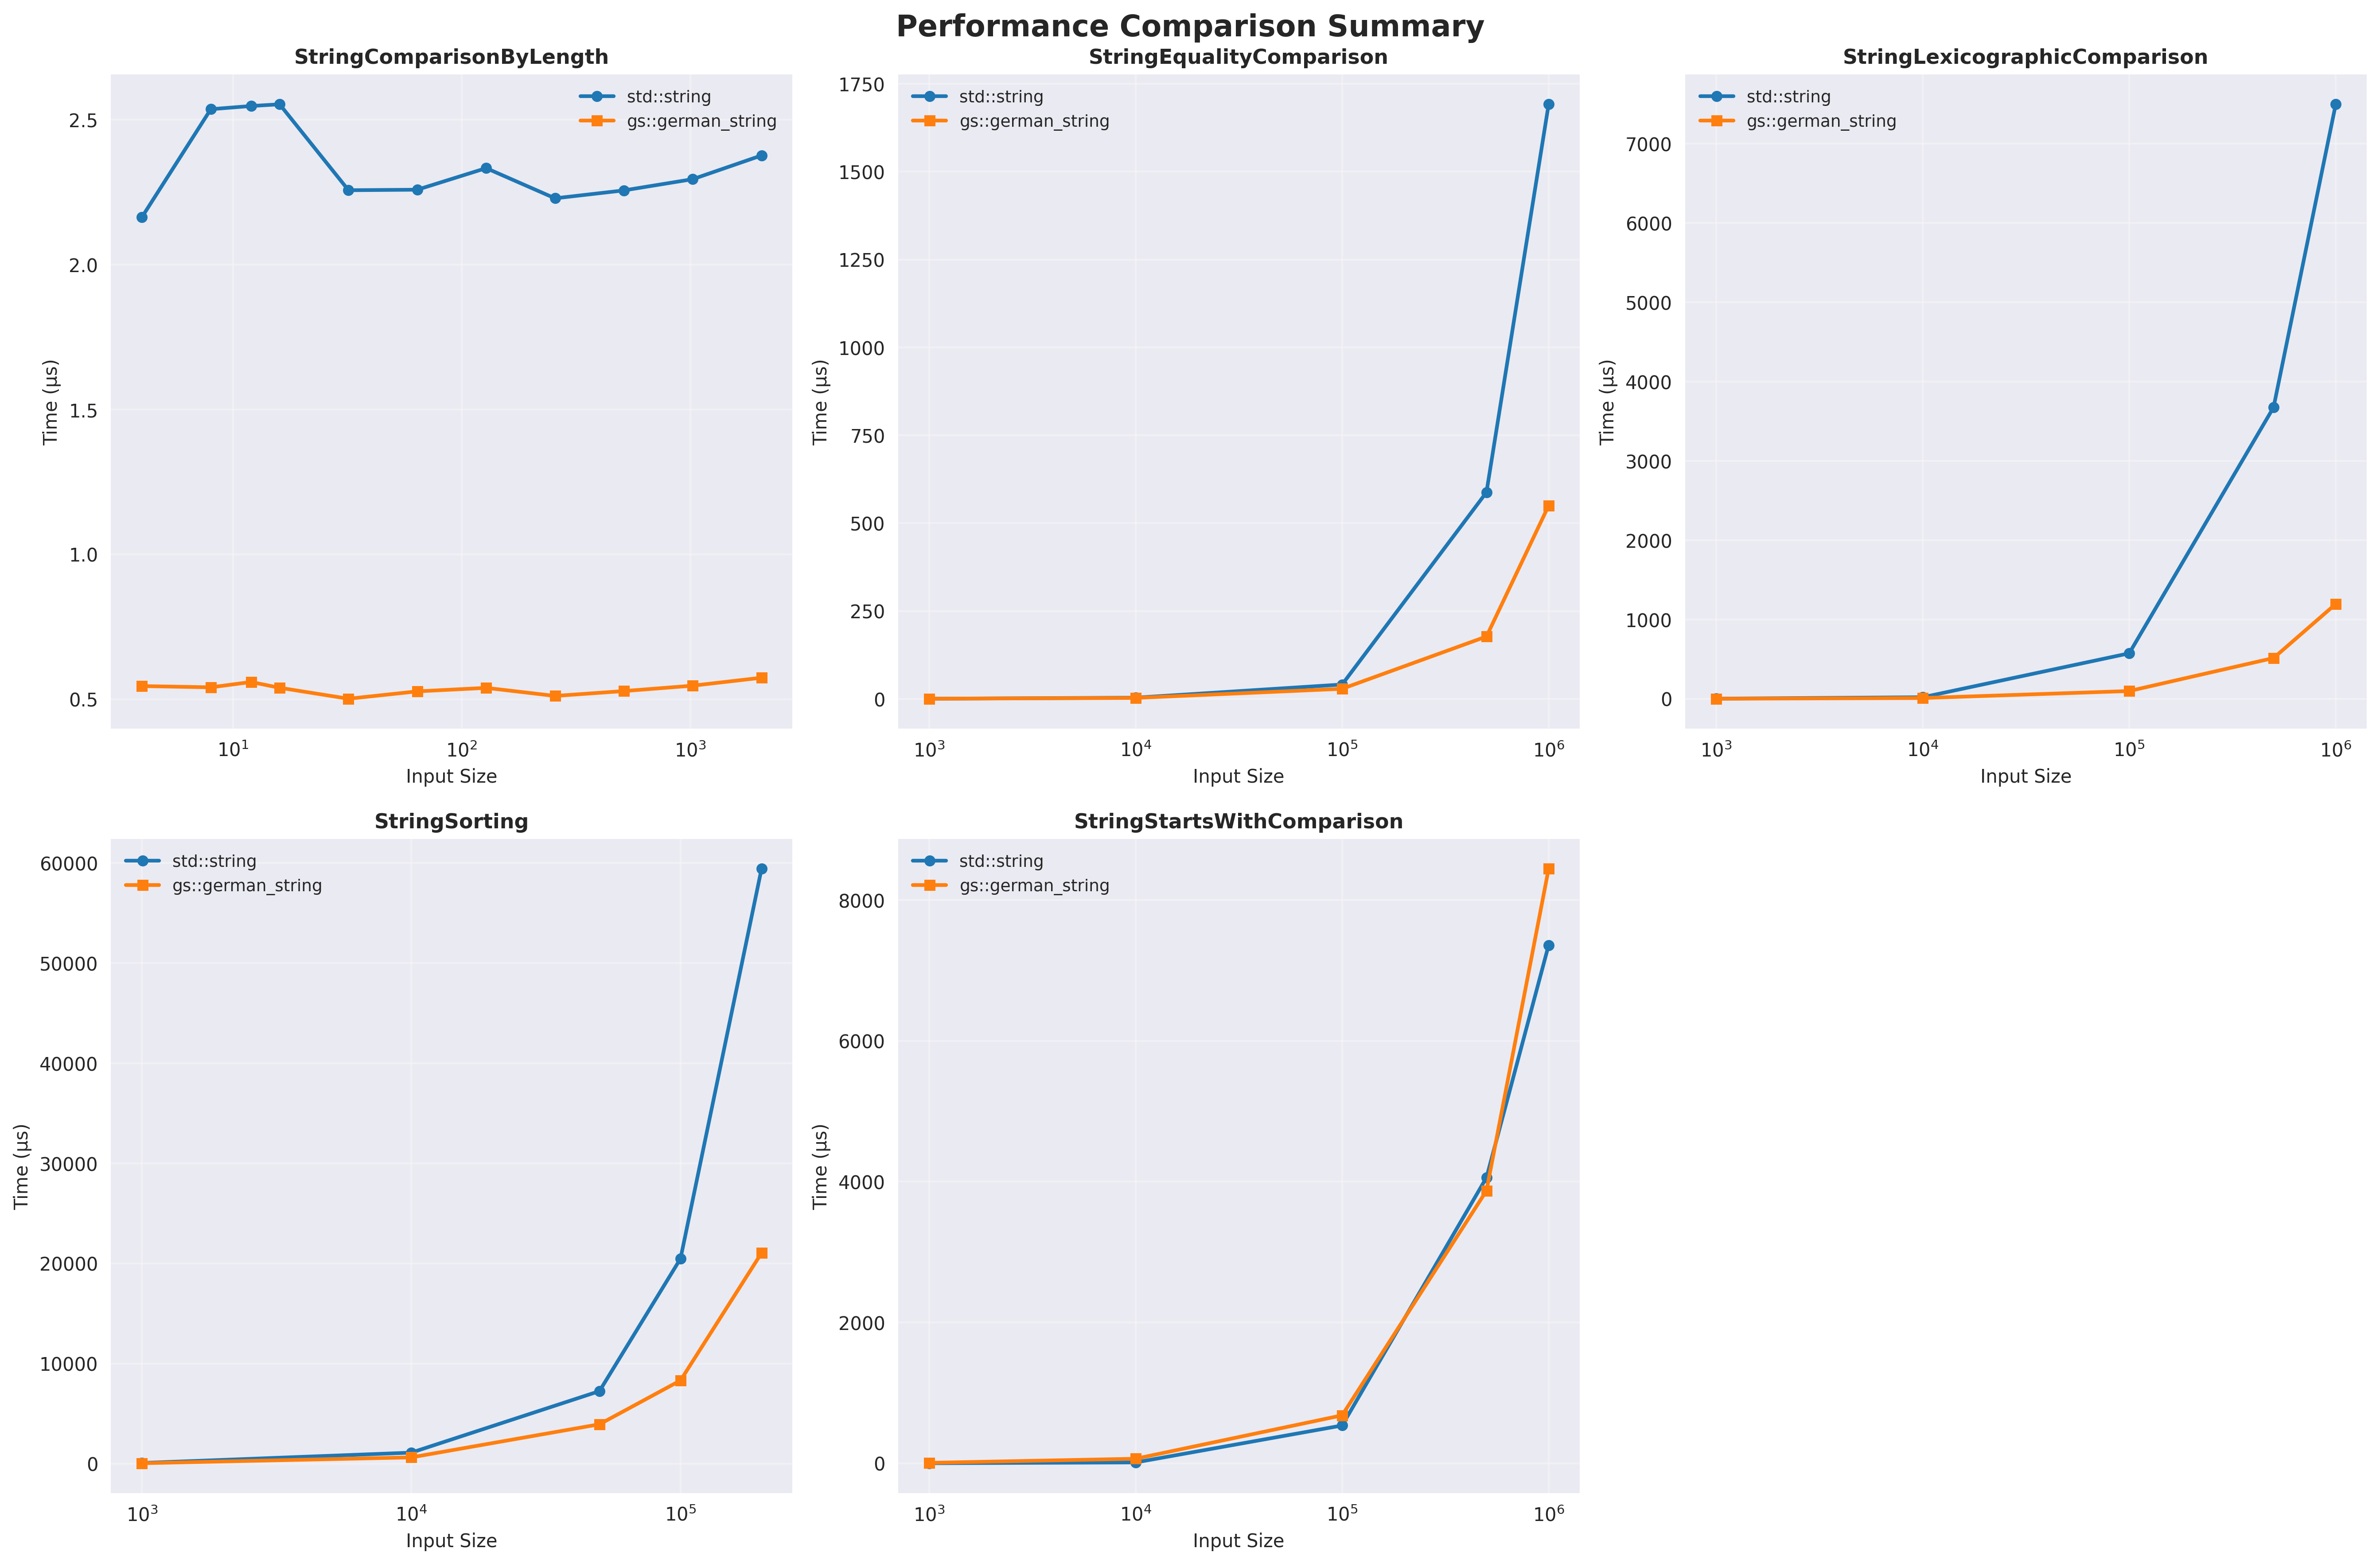 Performance Comparison Summary
StringComparisonByLength
std::string
gs::german_string
2.5
2.0
1.5
1.0
0.5
Time (µs)
10¹
10²
10³
Input Size
StringEqualityComparison
std::string
gs::german_string
1750
1500
1250
1000
750
500
250
0
Time (µs)
10³
10⁴
10⁵
10⁶
Input Size
StringLexicographicComparison
std::string
gs::german_string
7000
6000
5000
4000
3000
2000
1000
0
Time (µs)
10³
10⁴
10⁵
10⁶
Input Size
StringSorting
std::string
gs::german_string
60000
50000
40000
30000
20000
10000
0
Time (µs)
10³
10⁴
10⁵
Input Size
StringStartsWithComparison
std::string
gs::german_string
8000
6000
4000
2000
0
Time (µs)
10³
10⁴
10⁵
10⁶
Input Size